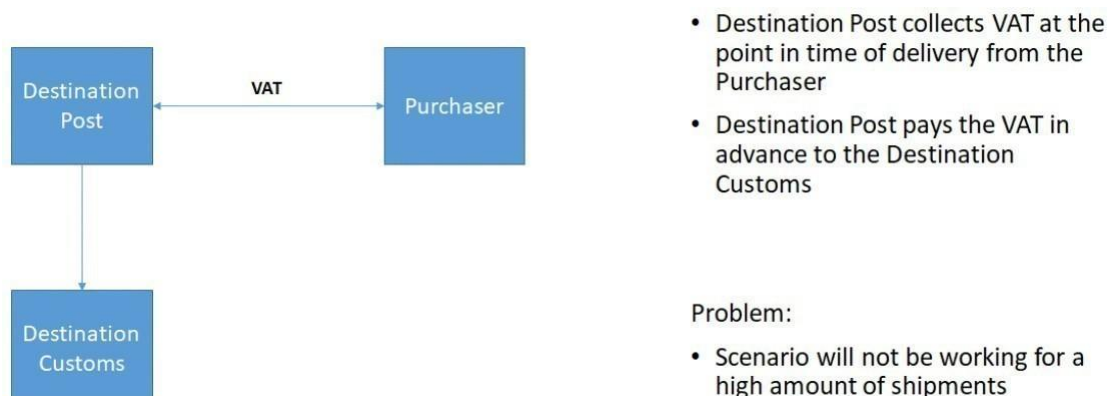 Destination
Post
VAT
Purchaser
Destination
Customs
• Destination Post collects VAT at the
point in time of delivery from the
Purchaser
• Destination Post pays the VAT in
advance to the Destination
Customs
Problem:
• Scenario will not be working for a
high amount of shipments